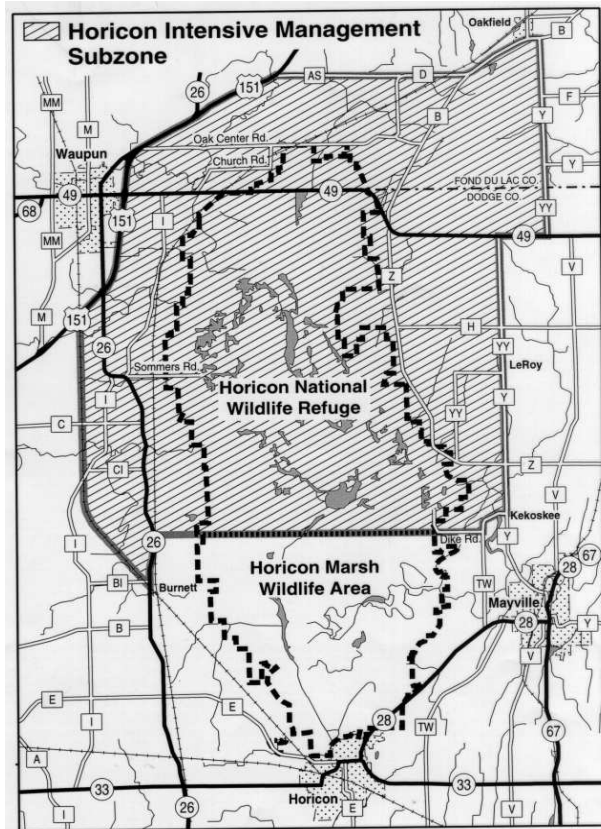 Horicon Intensive Management
Subzone
Oakfield
B
MM
26
151
AS
D
F
M
Oak Center Rd.
B
Y
Waupun
Church Rd.
Y
49
49
FOND DU LAC CO.
DODGE CO.
68
151
I
YY
49
MM
V
Z
M
151
H
26
YY
Sommers Rd.
LeRoy
I
Horicon National
Wildlife Refuge
YY
Y
C
CI
Z
V
Kekoskee
I
26
Dike Rd.
Y
67
Horicon Marsh
Wildlife Area
28
BI
Burnett
TW
Mayville
B
28
Y
V
E
E
28
I
TW
67
A
33
33
Horicon
I
26
E
V